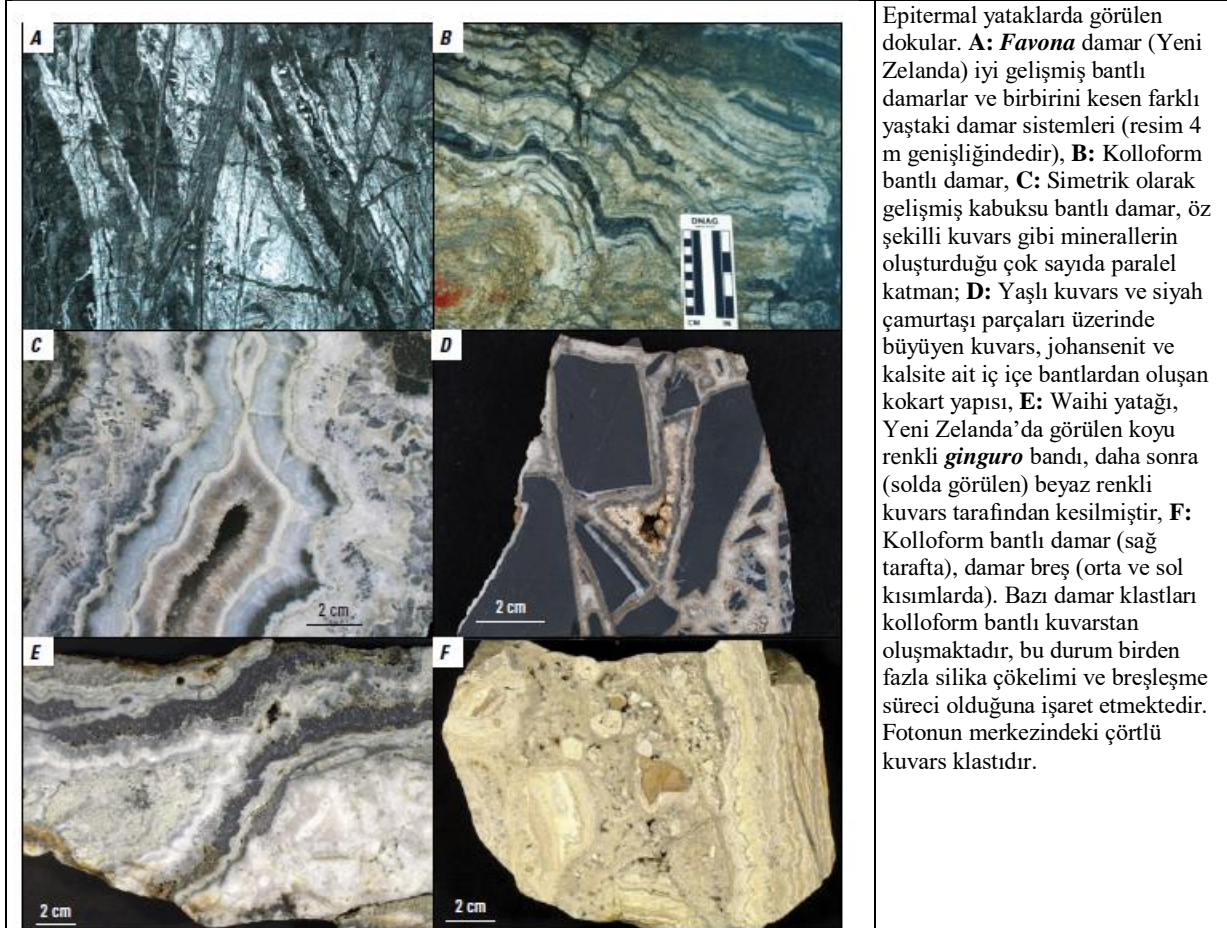 A
B
DNAG
CM
C
2 cm
D
2 cm
E
2 cm
F
2 cm
Epitermal yataklarda görülen
dokular. A: Favona damar (Yeni
Zelanda) iyi gelişmiş bantlı
damarlar ve birbirini kesen farklı
yaştaki damar sistemleri (resim 4
m genişliğindedir), B: Kolloform
bantlı damar, C: Simetrik olarak
gelişmiş kabuksu bantlı damar, öz
şekilli kuvars gibi minerallerin
oluşturduğu çok sayıda paralel
katman; D: Yaşlı kuvars ve siyah
çamurtaşı parçaları üzerinde
büyüyen kuvars, johansenit ve
kalsite ait iç içe bantlardan oluşan
kokart yapısı, E: Waihi yatağı,
Yeni Zelanda’da görülen koyu
renkli ginguro bandı, daha sonra
(solda görülen) beyaz renkli
kuvars tarafından kesilmiştir, F:
Kolloform bantlı damar (sağ
tarafta), damar breş (orta ve sol
kısımlarda). Bazı damar klastları
kolloform bantlı kuvarstan
oluşmaktadır, bu durum birden
fazla silika çökelimi ve breşleşme
süreci olduğuna işaret etmektedir.
Fotonun merkezindeki çörtlü
kuvars klastıdır.